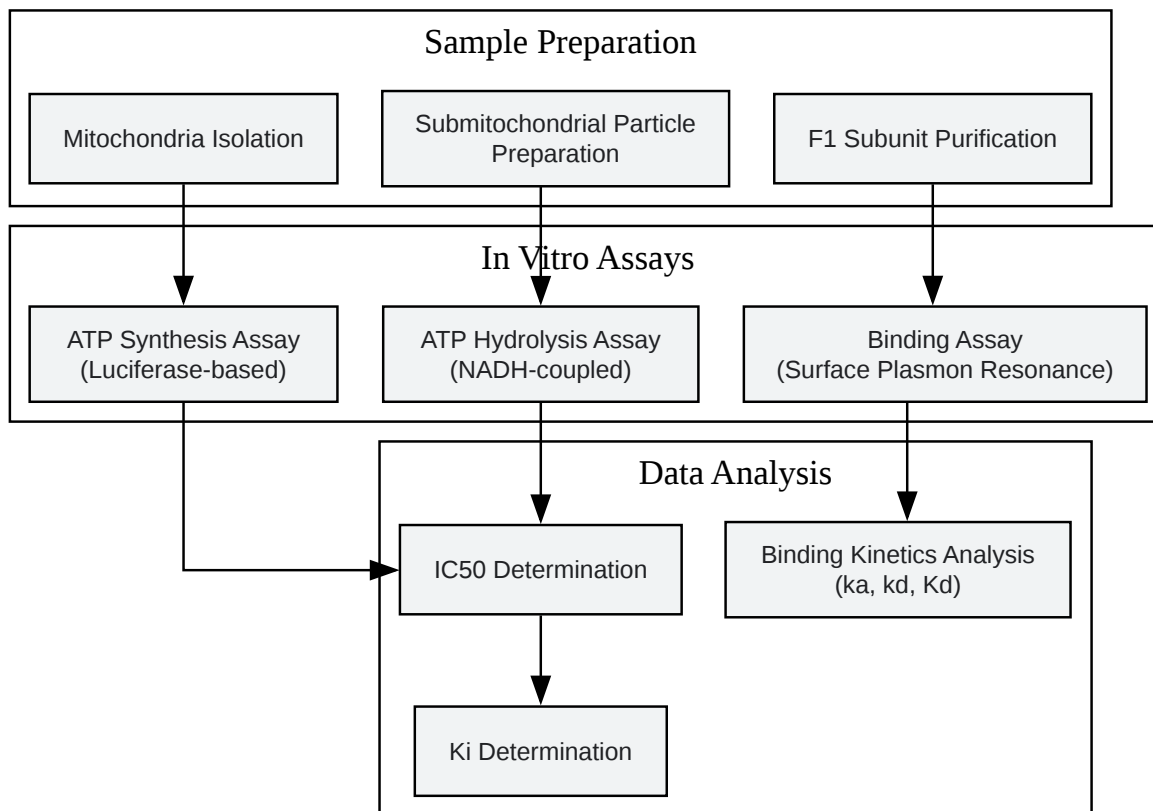 Sample Preparation
Mitochondria Isolation
Submitochondrial Particle
Preparation
F1 Subunit Purification
In Vitro Assays
ATP Synthesis Assay
(Luciferase-based)
ATP Hydrolysis Assay
(NADH-coupled)
Binding Assay
(Surface Plasmon Resonance)
Data Analysis
IC50 Determination
Binding Kinetics Analysis
(ka, kd, Kd)
Ki Determination